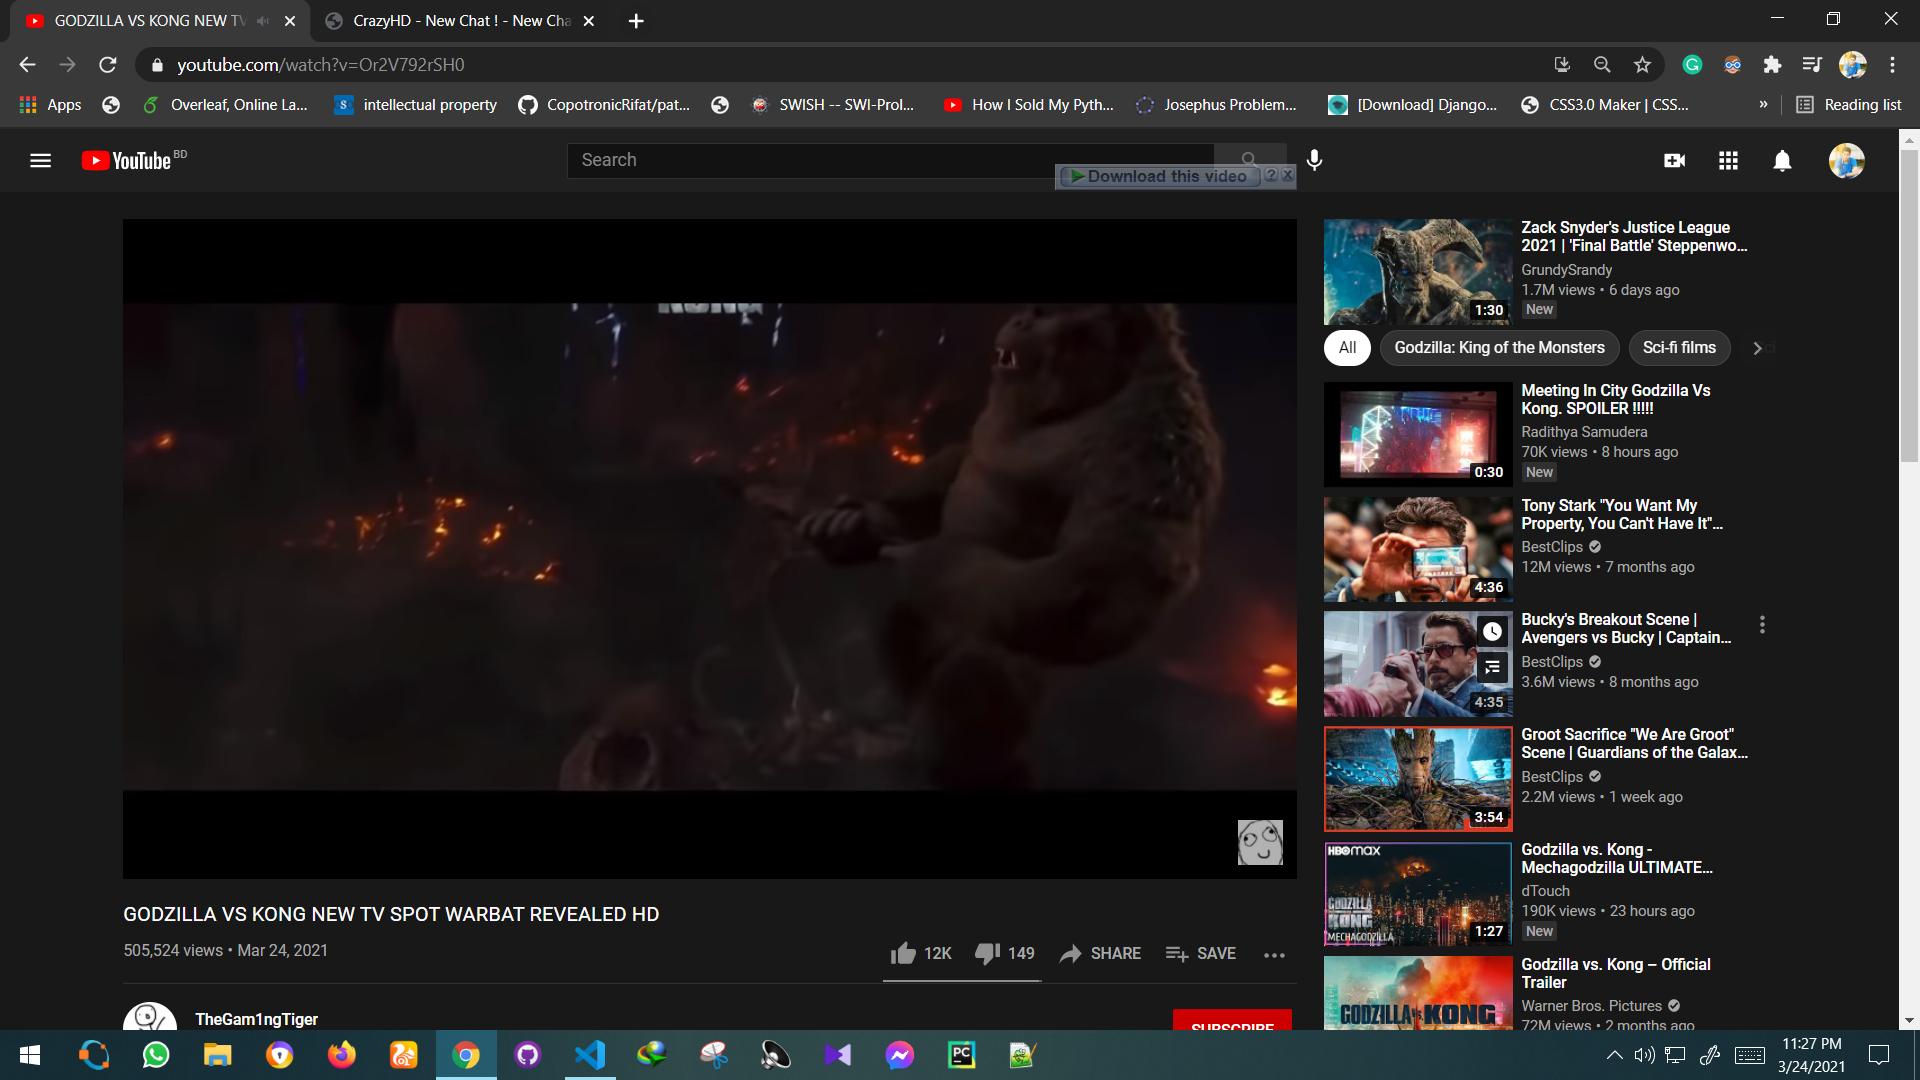 GODZILLA VS KONG NEW TV
CrazyHD - New Chat ! - New Cha
youtube.com/watch?v=Or2V792rSH0
Apps
Overleaf, Online La...
intellectual property
CopotronicRifat/pat...
SWISH -- SWI-Prol...
How I Sold My Pyth...
Josephus Problem...
[Download] Django...
CSS3.0 Maker | CSS...
»
Reading list
YouTube BD
Search
Download this video ? X
KONG
GODZILLA VS KONG NEW TV SPOT WARBAT REVEALED HD
505,524 views • Mar 24, 2021
12K
149
SHARE
SAVE
TheGam1ngTiger
SUBSCRIBE
Zack Snyder's Justice League
2021 | 'Final Battle' Steppenwo...
GrundySrandy
1.7M views • 6 days ago
New
1:30
All
Godzilla: King of the Monsters
Sci-fi films
Meeting In City Godzilla Vs
Kong. SPOILER !!!!!
Radithya Samudera
70K views • 8 hours ago
New
0:30
Tony Stark "You Want My
Property, You Can't Have It"...
BestClips
12M views • 7 months ago
4:36
Bucky's Breakout Scene |
Avengers vs Bucky | Captain...
BestClips
3.6M views • 8 months ago
4:35
Groot Sacrifice "We Are Groot"
Scene | Guardians of the Galax...
BestClips
2.2M views • 1 week ago
3:54
HBOMAX
GODZILLA
KONG
MECHAGODZILLA
1:27
Godzilla vs. Kong -
Mechagodzilla ULTIMATE...
dTouch
190K views • 23 hours ago
New
GODZILLA VS. KONG
Godzilla vs. Kong – Official
Trailer
Warner Bros. Pictures
72M views • 2 months ago
PC
11:27 PM
3/24/2021